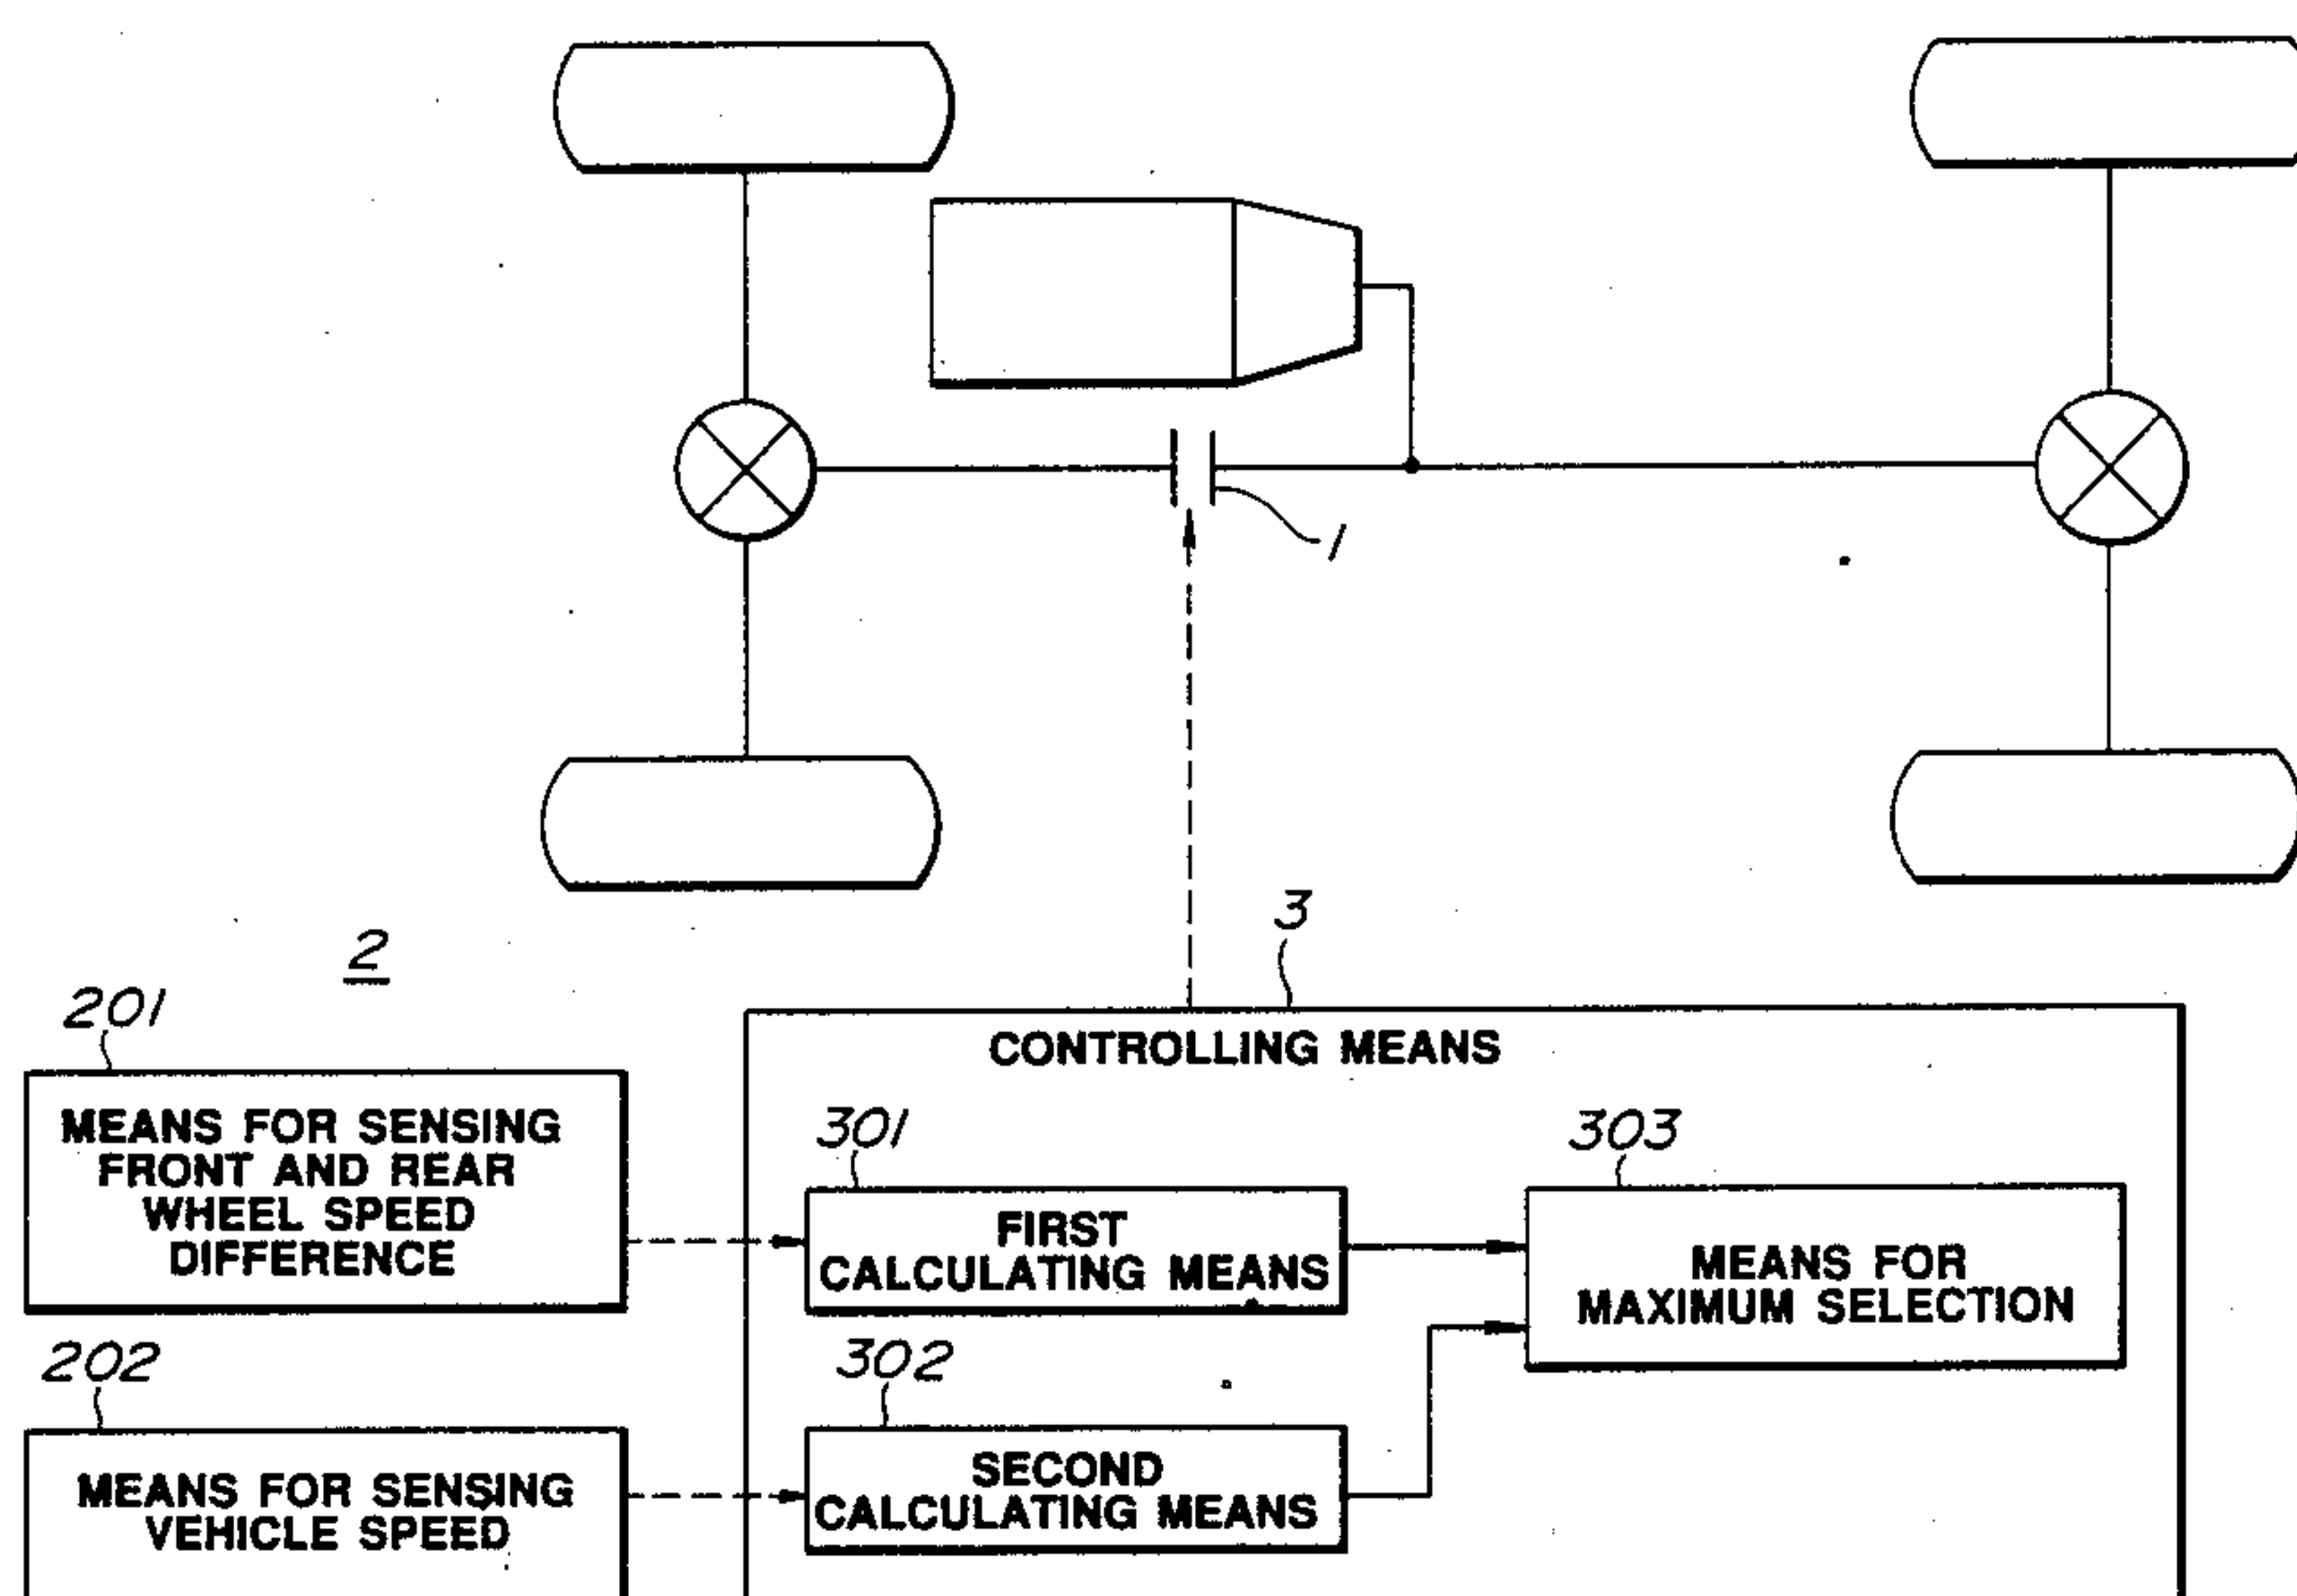 1
3
2
201
CONTROLLING MEANS
MEANS FOR SENSING
FRONT AND REAR
WHEEL SPEED
DIFFERENCE
301
303
FIRST
CALCULATING MEANS
MEANS FOR
MAXIMUM SELECTION
202
302
MEANS FOR SENSING
VEHICLE SPEED
SECOND
CALCULATING MEANS